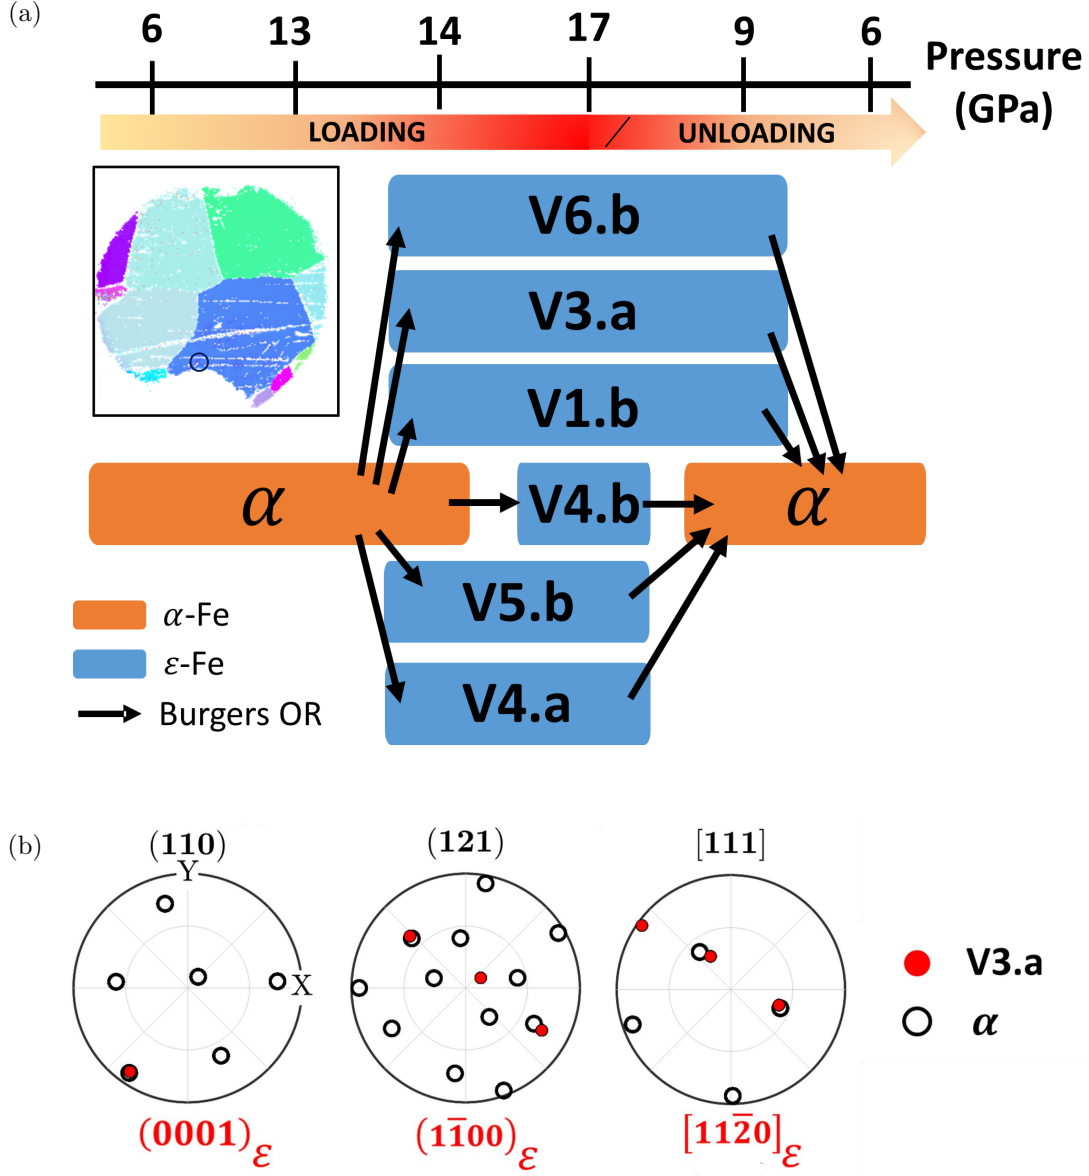 (a)
6 13 14 17 9 6 Pressure
(GPa)
LOADING / UNLOADING
V6.b
V3.a
V1.b
α V4.b α
V5.b
V4.a
α-Fe
ε-Fe
Burgers OR
(b)
(110) (121) [111]
Y
X
V3.a
α
(0001)ε (11̅00)ε [112̅0]ε